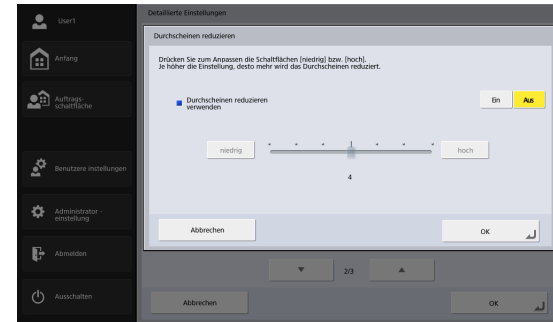 User1
Anfang
Auftrags-
schaltfläche
Benutzere instellungen
Administrator -
einstellung
Abmelden
Ausschalten
Detaillierte Einstellungen
Durchscheinen reduzieren
Drücken Sie zum Anpassen die Schaltflächen [niedrig] bzw. [hoch].
Je höher die Einstellung, desto mehr wird das Durchscheinen reduziert.
Durchscheinen reduzieren
verwenden
Ein Aus
niedrig hoch
4
Abbrechen OK
2/3
Abbrechen OK